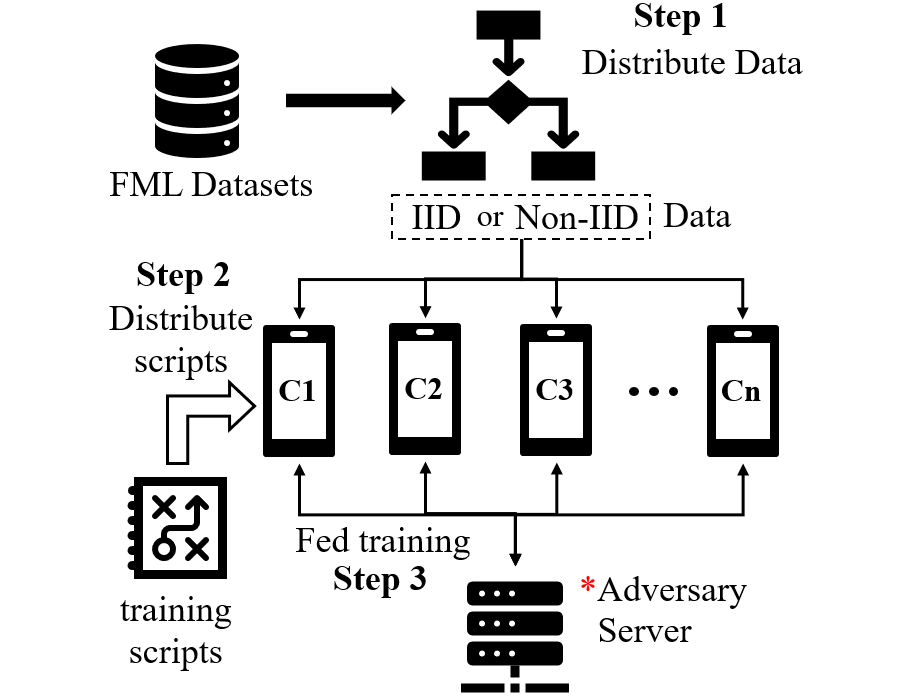 Step 1
Distribute Data
FML Datasets
IID or Non-IID Data
Step 2
Distribute
scripts
C1 C2 C3 ... Cn
Fed training
Step 3
training
scripts
*Adversary
Server